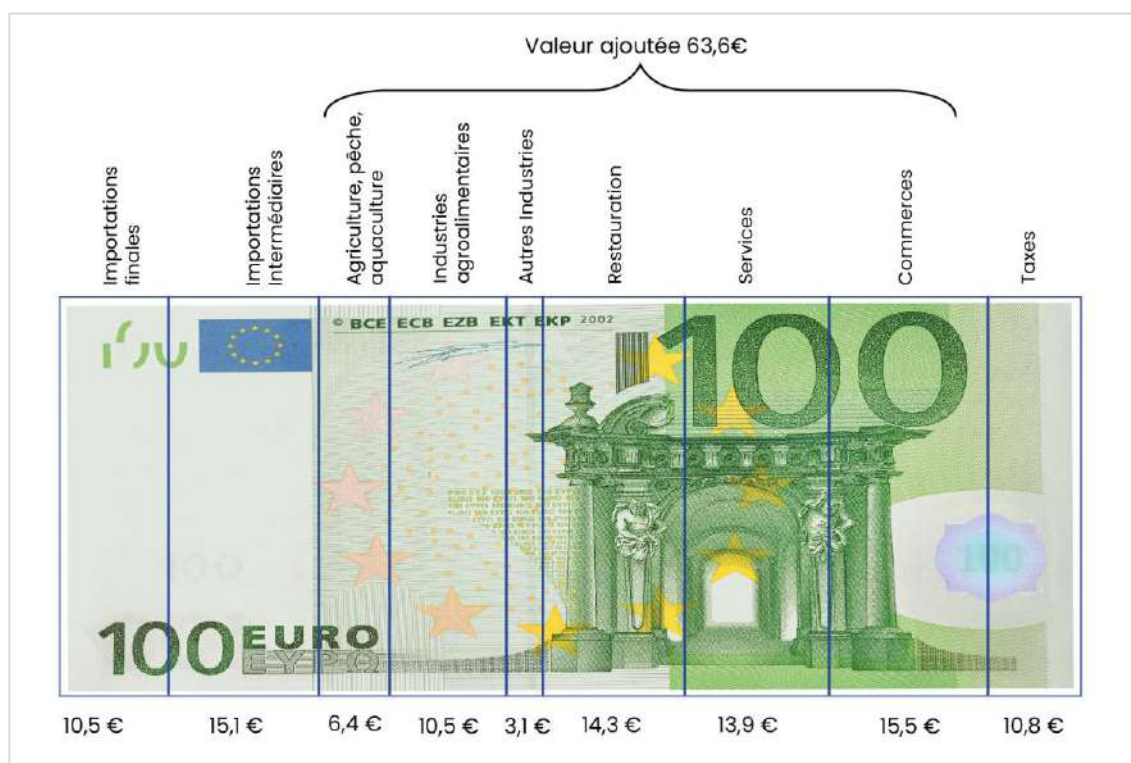 Valeur ajoutée 63,6€
Importations
finales
Importations
Intermédiaires
Agriculture, pêche,
aquaculture
Industries
agroalimentaires
Autres Industries
Restauration
Services
Commerces
Taxes
© BCE ECB EZB EKT EKP 2002
100
100 EURO
ΕΥΡΩ
10,5 €
15,1 €
6,4 €
10,5 €
3,1 €
14,3 €
13,9 €
15,5 €
10,8 €